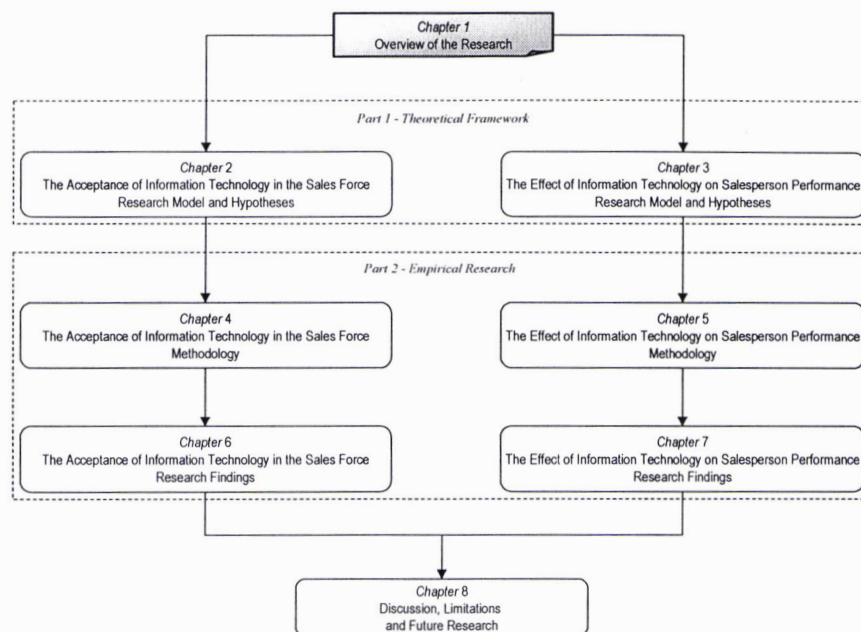 Chapter 1
Overview of the Research
Part 1 - Theoretical Framework
Chapter 2
The Acceptance of Information Technology in the Sales Force
Research Model and Hypotheses
Chapter 3
The Effect of Information Technology on Salesperson Performance
Research Model and Hypotheses
Part 2 - Empirical Research
Chapter 4
The Acceptance of Information Technology in the Sales Force
Methodology
Chapter 5
The Effect of Information Technology on Salesperson Performance
Methodology
Chapter 6
The Acceptance of Information Technology in the Sales Force
Research Findings
Chapter 7
The Effect of Information Technology on Salesperson Performance
Research Findings
Chapter 8
Discussion, Limitations
and Future Research